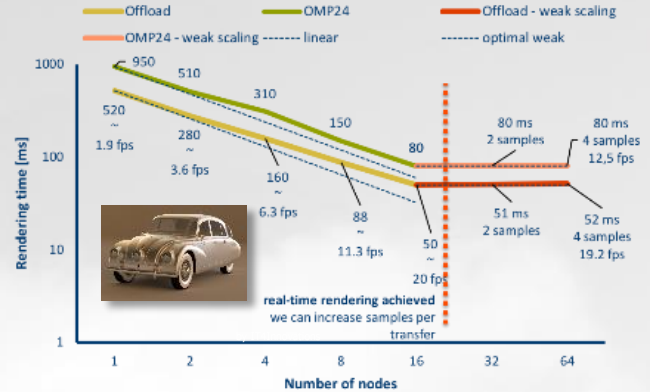 Offload
OMP24
Offload - weak scaling
OMP24 - weak scaling
linear
optimal weak
Rendering time [ms]
1000
100
10
1
950
510
310
150
80
520
~
1.9 fps
280
~
3.6 fps
160
~
6.3 fps
88
~
11.3 fps
50
~
20 fps
80 ms
2 samples
80 ms
4 samples
12,5 fps
51 ms
2 samples
52 ms
4 samples
19.2 fps
real-time rendering achieved
we can increase samples per
transfer
1 2 4 8 16 32 64
Number of nodes